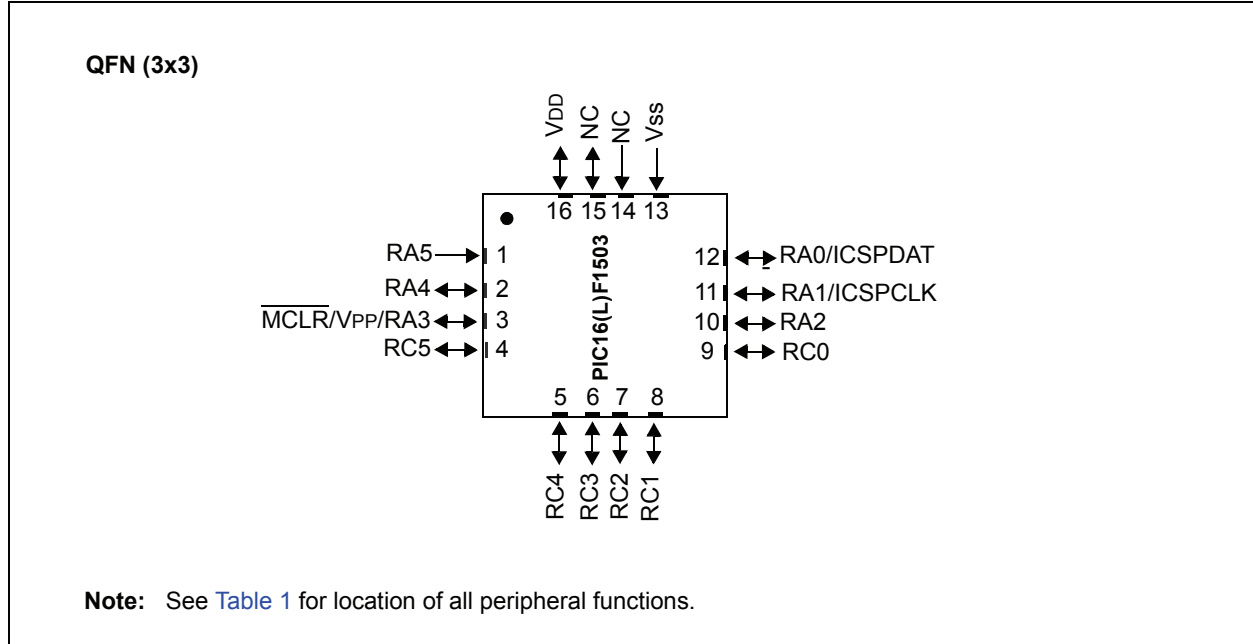 QFN (3x3)
VDD
NC
NC
Vss
16 15 14 13
RA5 1
RA4 2
MCLR/VPP/RA3 3
RC5 4
PIC16(L)F1503
12 RA0/ICSPDAT
11 RA1/ICSPCLK
10 RA2
9 RC0
5 6 7 8
RC4
RC3
RC2
RC1
Note: See Table 1 for location of all peripheral functions.